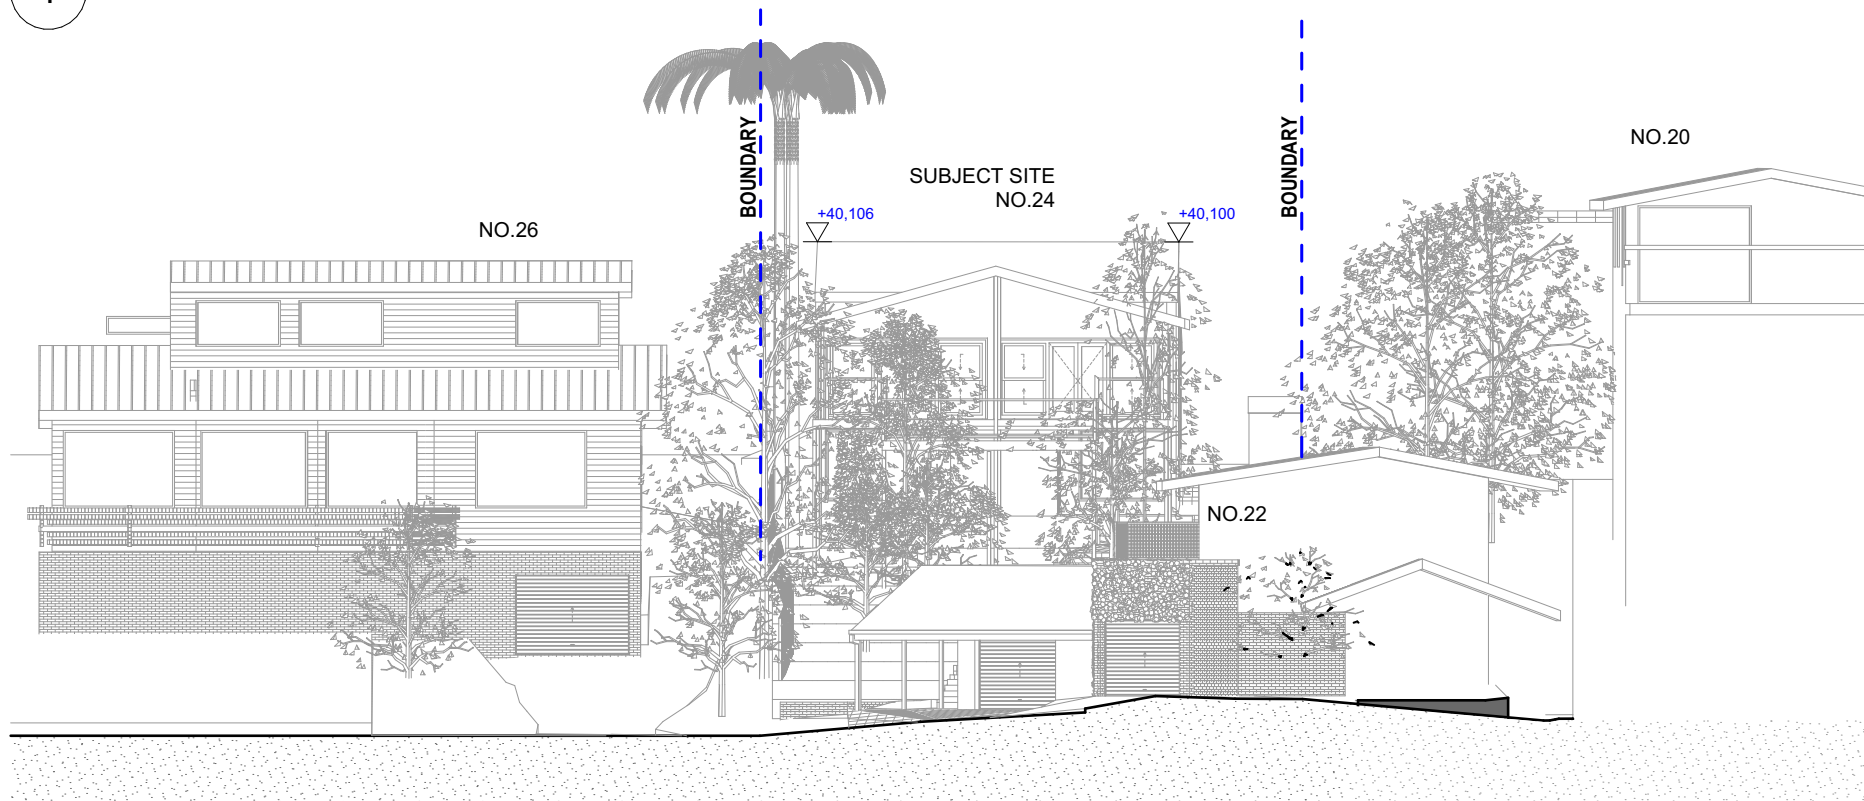 NO.26
BOUNDARY
SUBJECT SITE
NO.24
+40,106
+40,100
BOUNDARY
NO.20
NO.22